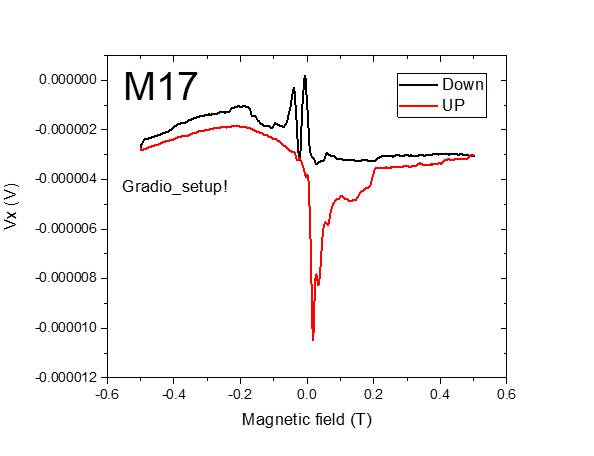 M17
Down
UP
Gradio_setup!
Vx (V)
0.000000
-0.000002
-0.000004
-0.000006
-0.000008
-0.000010
-0.000012
-0.6 -0.4 -0.2 0.0 0.2 0.4 0.6
Magnetic field (T)